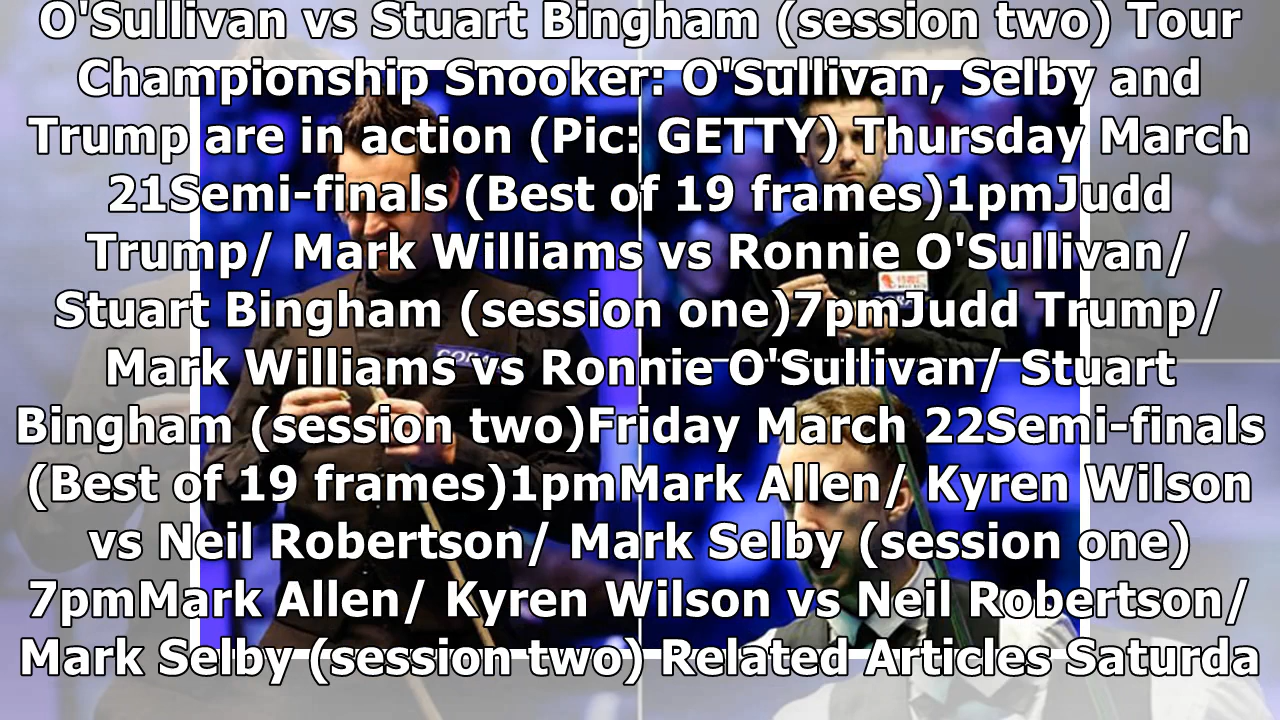 O'Sullivan vs Stuart Bingham (session two) Tour
Championship Snooker: O'Sullivan, Selby and
Trump are in action (Pic: GETTY) Thursday March
21Semi-finals (Best of 19 frames)1pmJudd
Trump/ Mark Williams vs Ronnie O'Sullivan/
Stuart Bingham (session one)7pmJudd Trump/
Mark Williams vs Ronnie O'Sullivan/ Stuart
Bingham (session two)Friday March 22Semi-finals
(Best of 19 frames)1pmMark Allen/ Kyren Wilson
vs Neil Robertson/ Mark Selby (session one)
7pmMark Allen/ Kyren Wilson vs Neil Robertson/
Mark Selby (session two) Related Articles Saturda